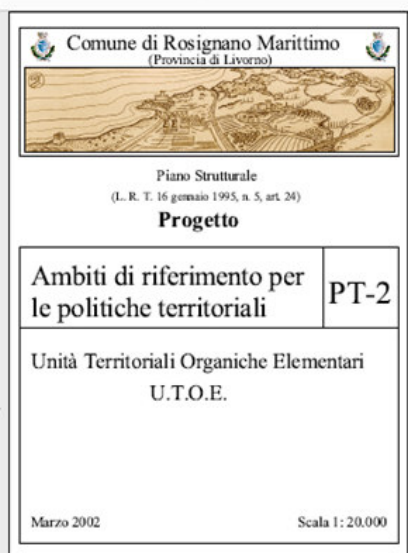 Comune di Rosignano Marittimo
(Provincia di Livorno)
Piano Strutturale
(L. R. T. 16 gennaio 1995, n. 5, art. 24)
Progetto
Ambiti di riferimento per
le politiche territoriali
PT-2
Unità Territoriali Organiche Elementari
U.T.O.E.
Marzo 2002
Scala 1: 20.000